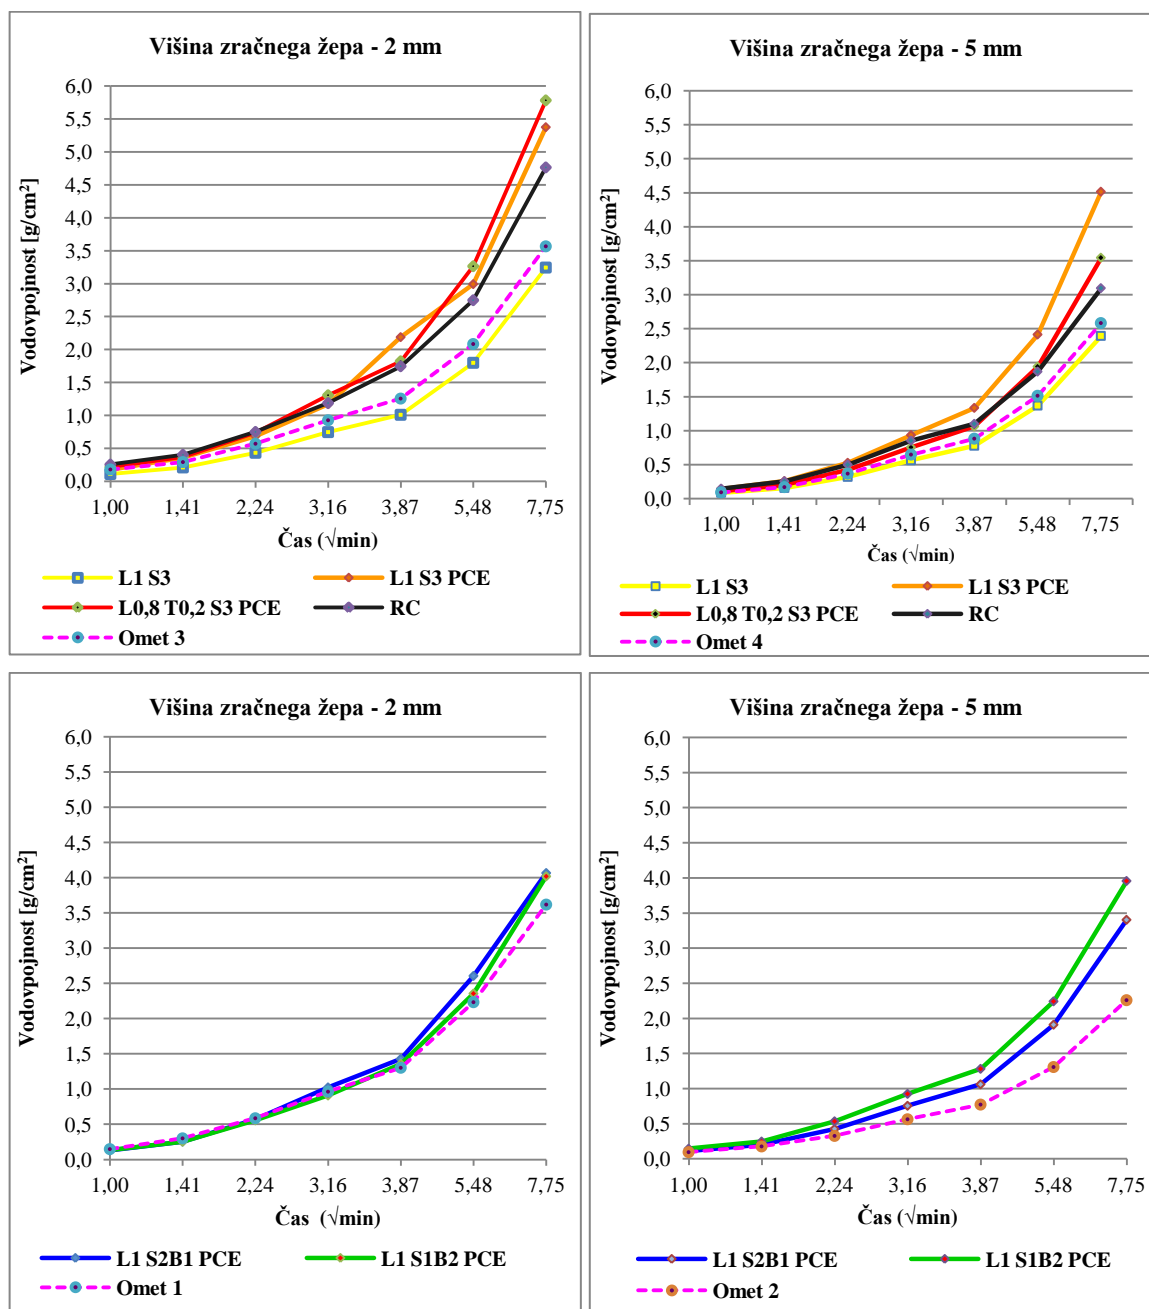 Višina zračnega žepa - 2 mm
Vodovpojnost [g/cm²]
6,0
5,5
5,0
4,5
4,0
3,5
3,0
2,5
2,0
1,5
1,0
0,5
0,0
1,00 1,41 2,24 3,16 3,87 5,48 7,75
Čas (√min)
L1 S3 L1 S3 PCE
L0,8 T0,2 S3 PCE RC
Omet 3
Višina zračnega žepa - 5 mm
Vodovpojnost [g/cm²]
6,0
5,5
5,0
4,5
4,0
3,5
3,0
2,5
2,0
1,5
1,0
0,5
0,0
1,00 1,41 2,24 3,16 3,87 5,48 7,75
Čas (√min)
L1 S3 L1 S3 PCE
L0,8 T0,2 S3 PCE RC
Omet 4
Višina zračnega žepa - 2 mm
Vodovpojnost [g/cm²]
6,0
5,5
5,0
4,5
4,0
3,5
3,0
2,5
2,0
1,5
1,0
0,5
0,0
1,00 1,41 2,24 3,16 3,87 5,48 7,75
Čas (√min)
L1 S2B1 PCE L1 S1B2 PCE
Omet 1
Višina zračnega žepa - 5 mm
Vodovpojnost [g/cm²]
6,0
5,5
5,0
4,5
4,0
3,5
3,0
2,5
2,0
1,5
1,0
0,5
0,0
1,00 1,41 2,24 3,16 3,87 5,48 7,75
Čas (√min)
L1 S2B1 PCE L1 S1B2 PCE
Omet 2